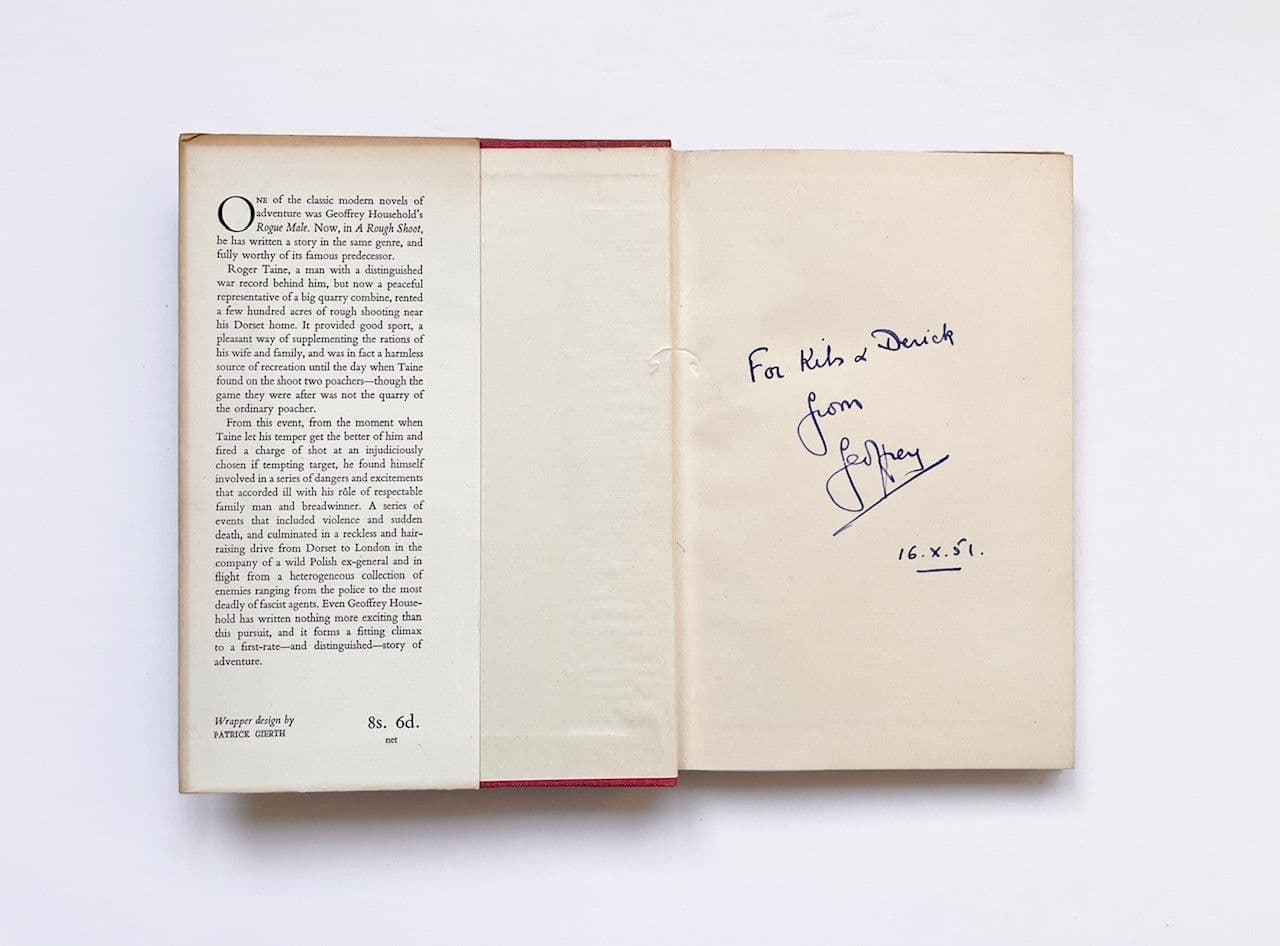 ONE of the classic modern novels of
adventure was Geoffrey Household's
Rogue Male. Now, in A Rough Shoot,
he has written a story in the same genre, and
fully worthy of its famous predecessor.
Roger Taine, a man with a distinguished
war record behind him, but now a peaceful
representative of a big quarry combine, rented
a few hundred acres of rough shooting near
his Dorset home. It provided good sport, a
pleasant way of supplementing the rations of
his wife and family, and was in fact a harmless
source of recreation until the day when Taine
found on the shoot two poachers—though the
game they were after was not the quarry of
the ordinary poacher.
From this event, from the moment when
Taine let his temper get the better of him and
fired a charge of shot at an injudiciously
chosen if tempting target, he found himself
involved in a series of dangers and excitements
that accorded ill with his rôle of respectable
family man and breadwinner. A series of
events that included violence and sudden
death, and culminated in a reckless and hair-
raising drive from Dorset to London in the
company of a wild Polish ex-general and in
flight from a heterogeneous collection of
enemies ranging from the police to the most
deadly of fascist agents. Even Geoffrey House-
hold has written nothing more exciting than
this pursuit, and it forms a fitting climax
to a first-rate—and distinguished—story of
adventure.
Wrapper design by
PATRICK GIERTH
8s. 6d.
net
For Kits & Derick
from
Geoffrey
16.X.51.